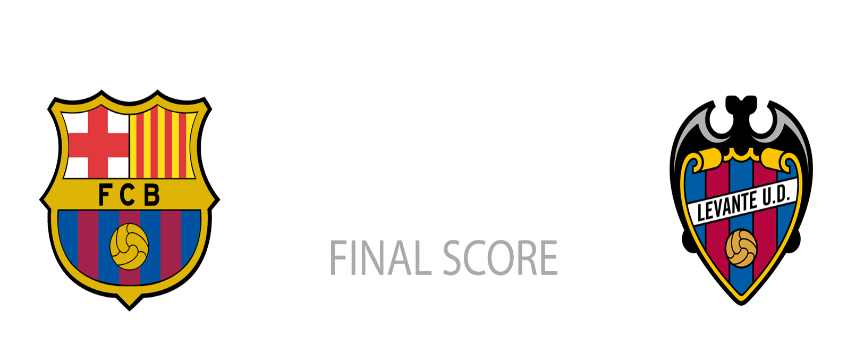 FCB
LEVANTE U.D.
FINAL SCORE